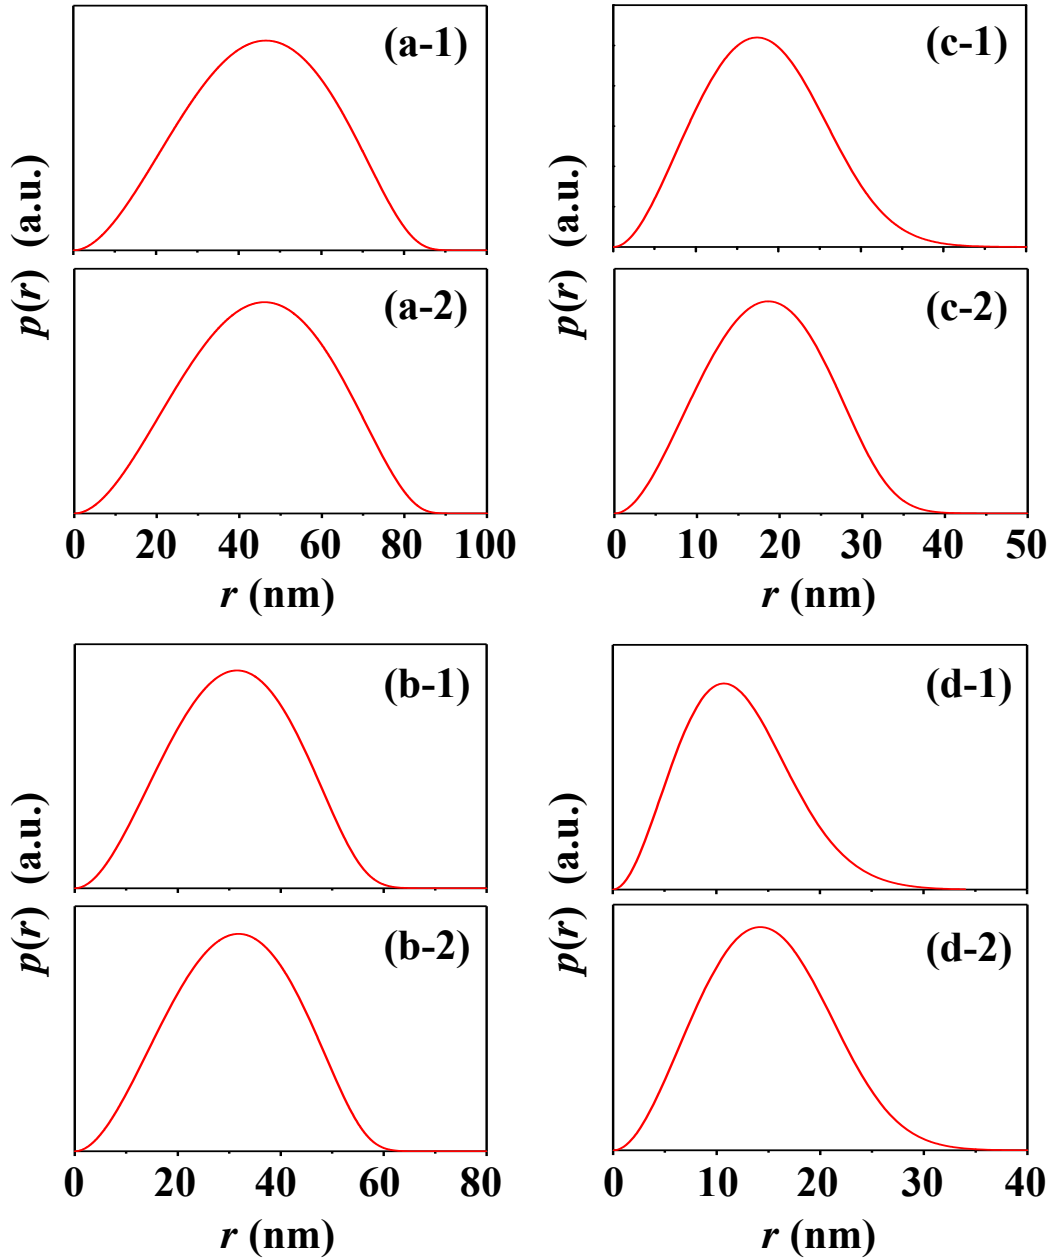 (a-1)
(a-2)
p(r) (a.u.)
0 20 40 60 80 100
r (nm)
(c-1)
(c-2)
p(r) (a.u.)
0 10 20 30 40 50
r (nm)
(b-1)
(b-2)
p(r) (a.u.)
0 20 40 60 80
r (nm)
(d-1)
(d-2)
p(r) (a.u.)
0 10 20 30 40
r (nm)